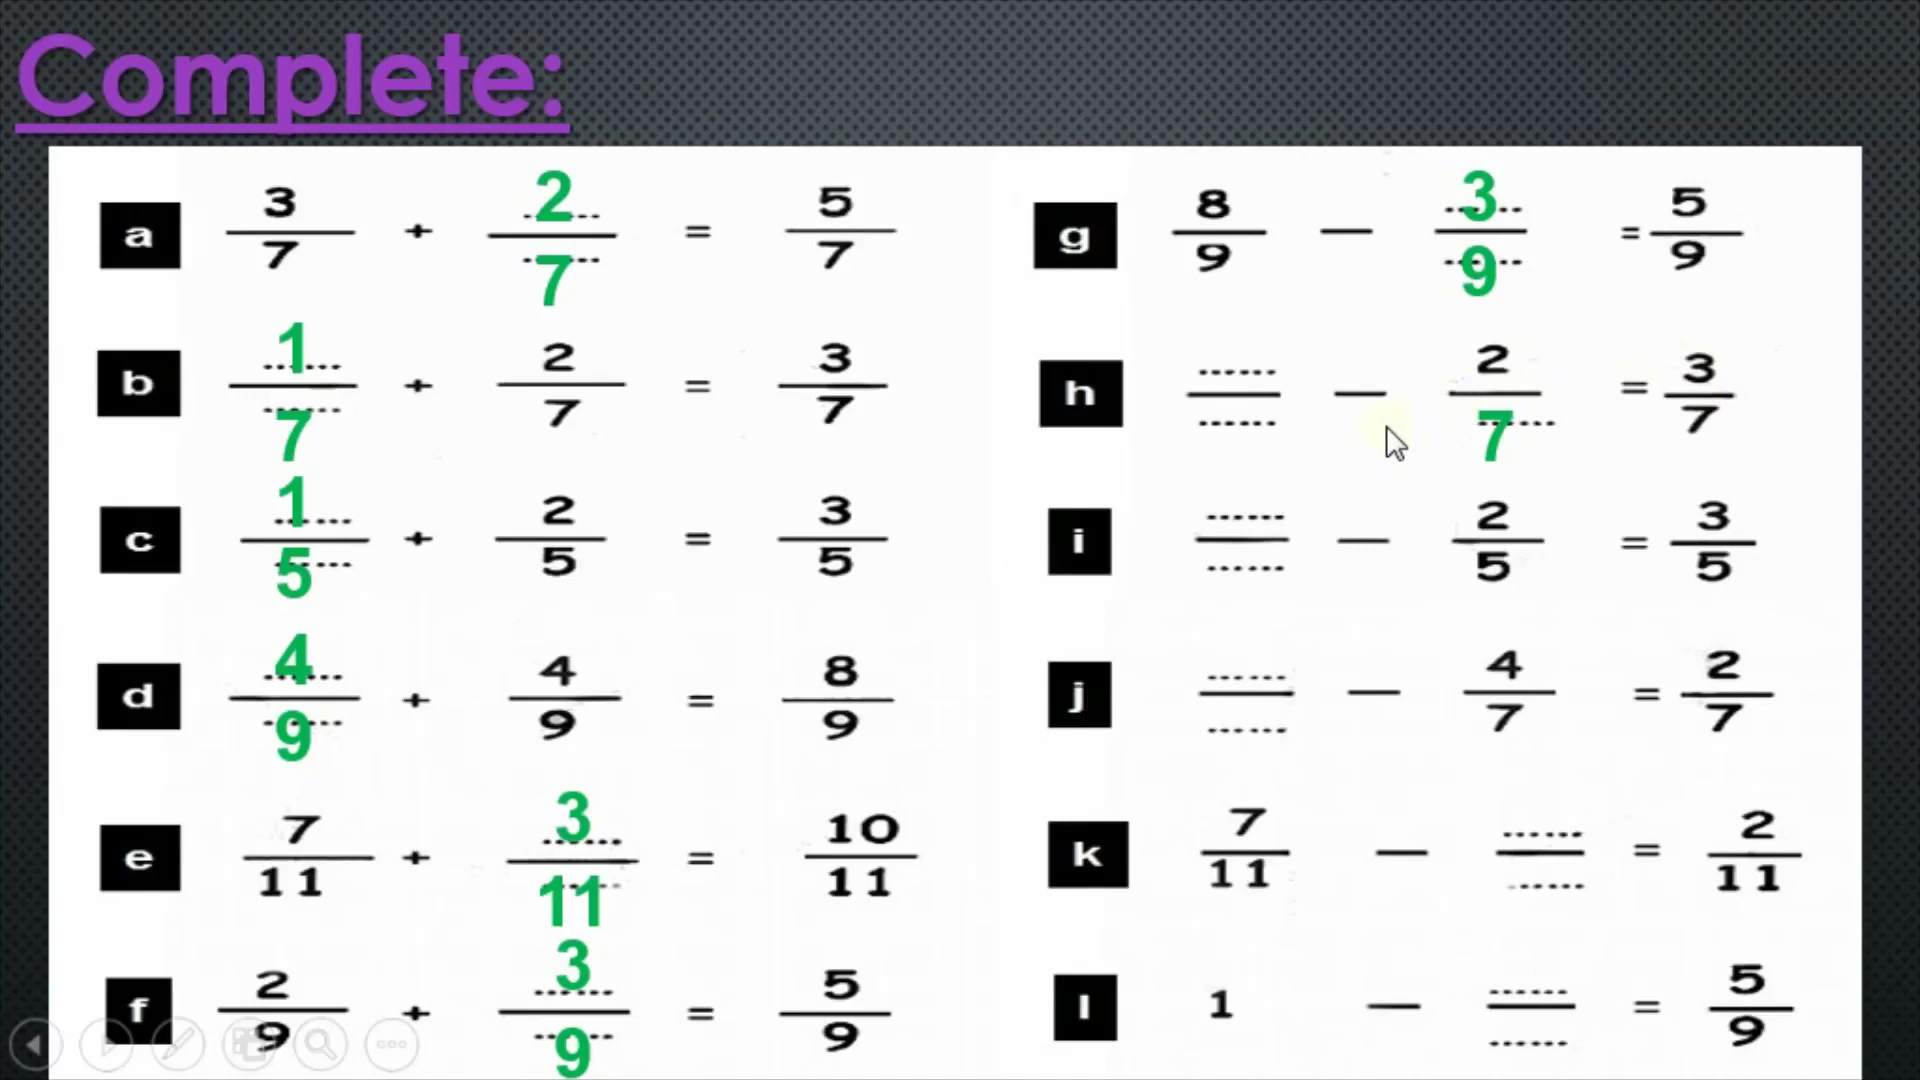 Complete:
a 3/7 + 2/7 = 5/7
b 1/7 + 2/7 = 3/7
c 1/5 + 2/5 = 3/5
d 4/9 + 4/9 = 8/9
e 7/11 + 3/11 = 10/11
f 2/9 + 3/9 = 5/9
g 8/9 − 3/9 = 5/9
h ....../...... − 2/7 = 3/7
i ....../...... − 2/5 = 3/5
j ....../...... − 4/7 = 2/7
k 7/11 − ....../...... = 2/11
l 1 − ....../...... = 5/9